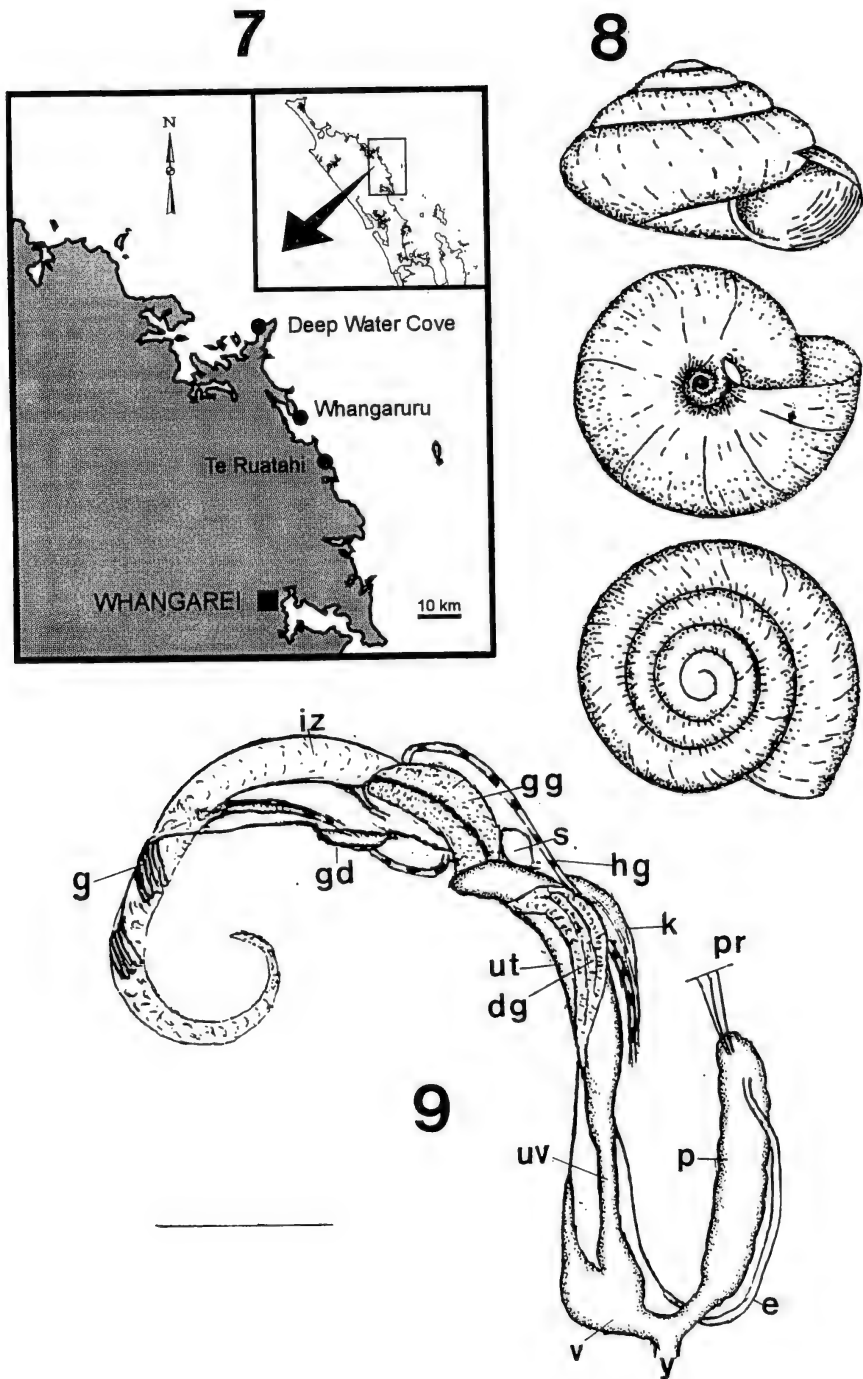 7
8
N
Deep Water Cove
Whangaruru
Te Ruatahi
WHANGAREI
10 km
iz
gg
s
g
gd
hg
k
pr
ut
dg
9
uv
p
e
v
y